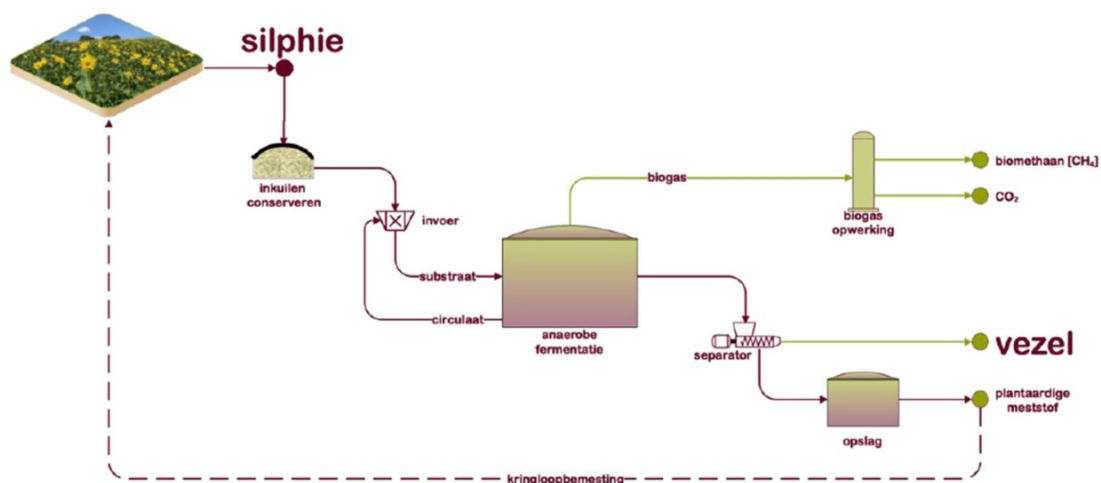 silphie
inkuilen
conserveren
invoer
substraat
circulaat
biogas
anaerobe
fermentatie
biogas
opwerking
biomethaan [CH₄]
CO₂
separator
vezel
opslag
plantaardige
meststof
kringloopbemesting